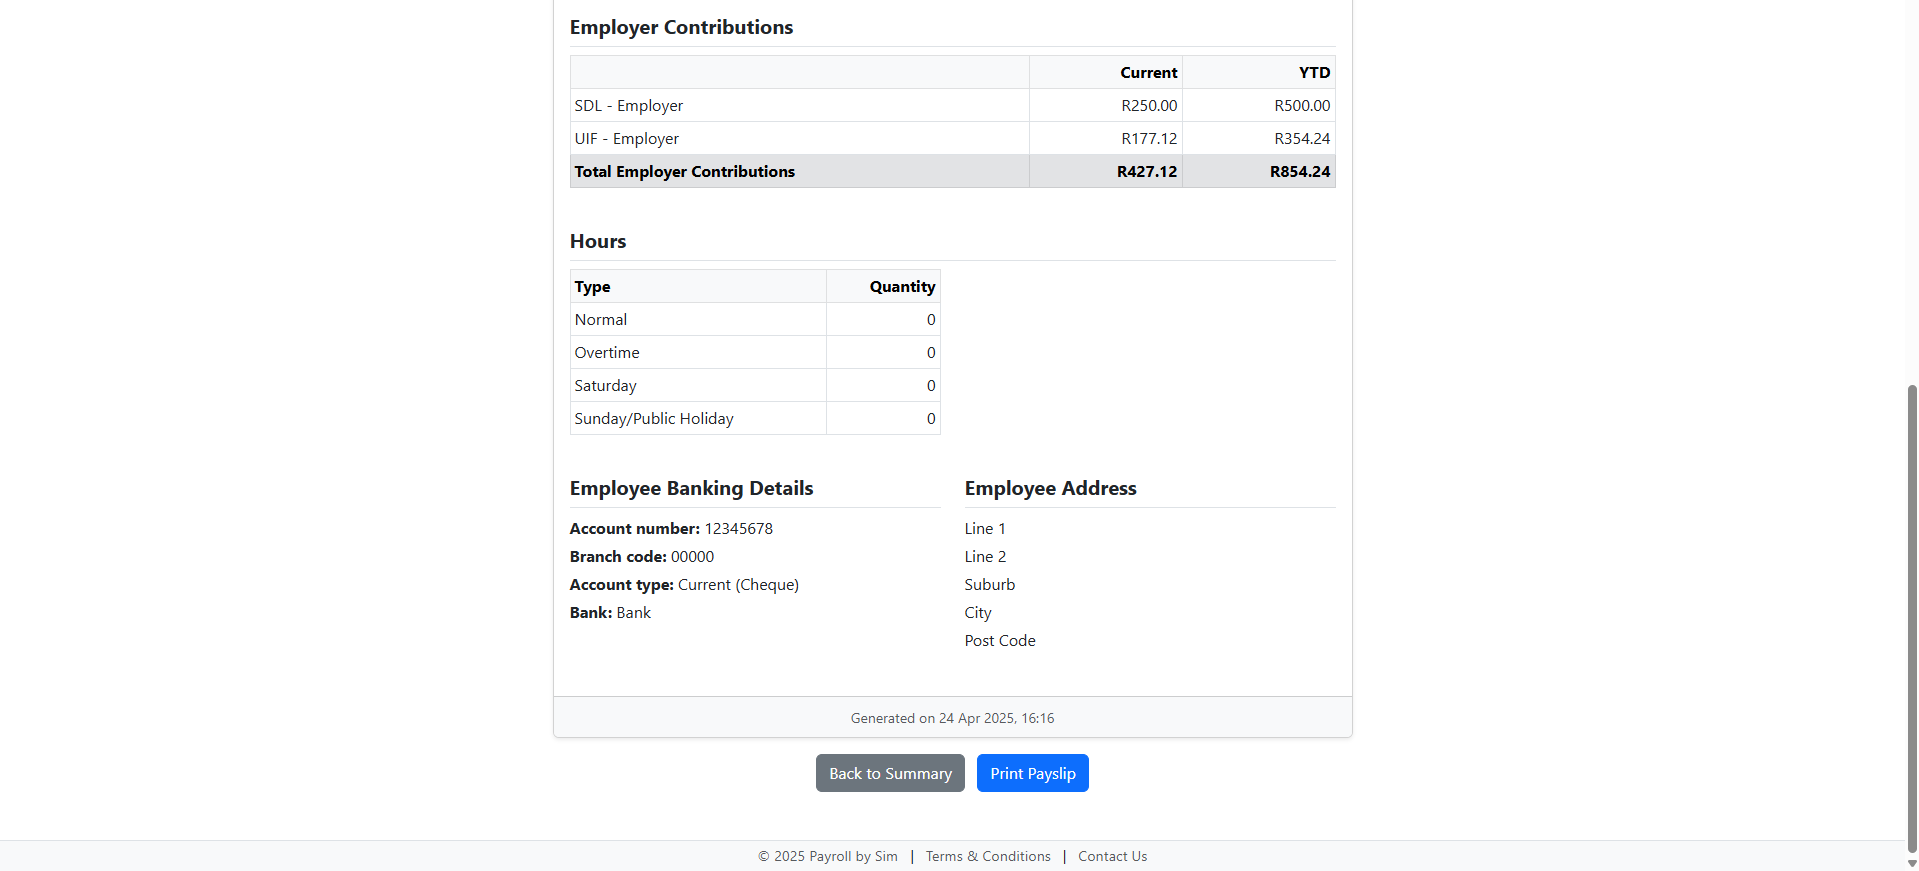 Employer Contributions
Current YTD
SDL - Employer R250.00 R500.00
UIF - Employer R177.12 R354.24
Total Employer Contributions R427.12 R854.24
Hours
Type Quantity
Normal 0
Overtime 0
Saturday 0
Sunday/Public Holiday 0
Employee Banking Details
Account number: 12345678
Branch code: 00000
Account type: Current (Cheque)
Bank: Bank
Employee Address
Line 1
Line 2
Suburb
City
Post Code
Generated on 24 Apr 2025, 16:16
Back to Summary Print Payslip
© 2025 Payroll by Sim | Terms & Conditions | Contact Us